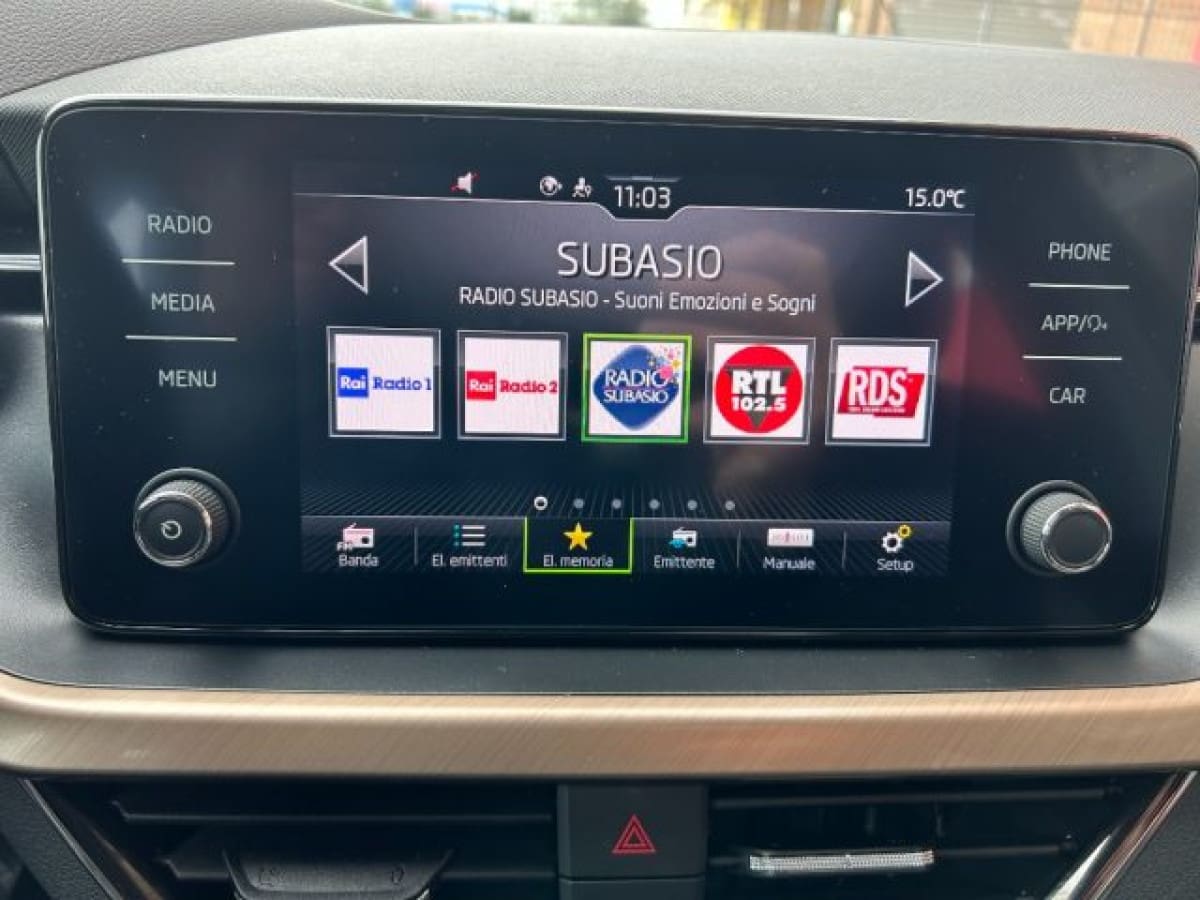 11:03
15.0°C
RADIO
MEDIA
MENU
SUBASIO
RADIO SUBASIO - Suoni Emozioni e Sogni
Rai Radio 1
Rai Radio 2
RADIO
SUBASIO
RTL
102.5
RDS
PHONE
APP/
CAR
FM
Banda
El. emittenti
El. memoria
Emittente
Manuale
Setup